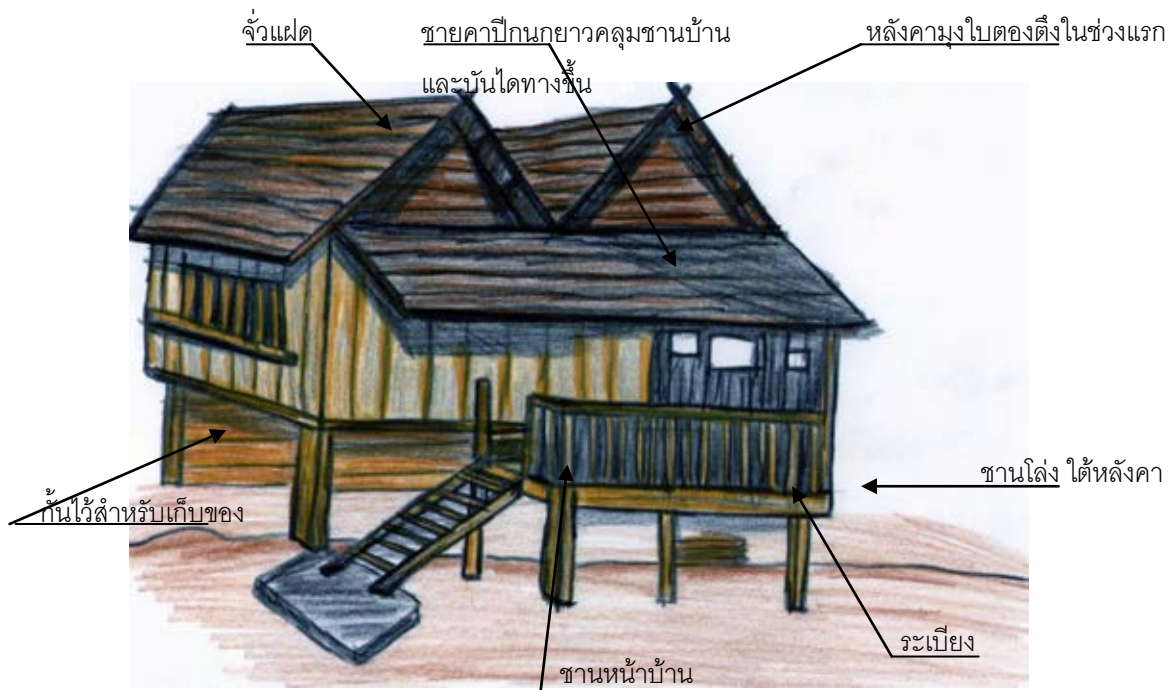 จั่วแฝด
ชายคาปีกนกยาวคลุมชานบ้าน
และบันไดทางขึ้น
หลังคามุงใบตองตึงในช่วงแรก
ชานโล่ง ใต้หลังคา
กั้นไว้สำหรับเก็บของ
ระเบียง
ชานหน้าบ้าน